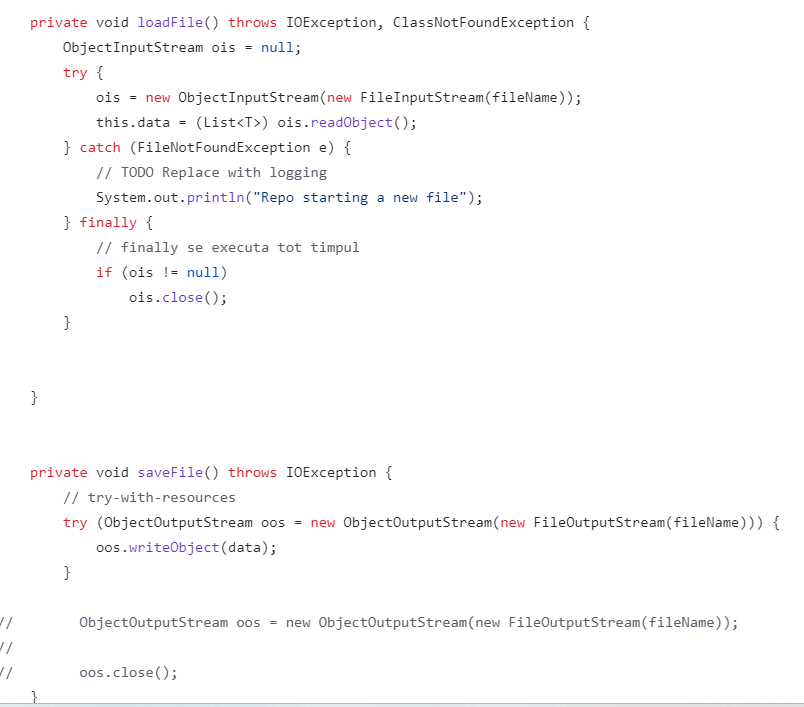 private void loadFile() throws IOException, ClassNotFoundException {
ObjectInputStream ois = null;
try {
ois = new ObjectInputStream(new FileInputStream(fileName));
this.data = (List<T>) ois.readObject();
} catch (FileNotFoundException e) {
// TODO Replace with logging
System.out.println("Repo starting a new file");
} finally {
// finally se executa tot timpul
if (ois != null)
ois.close();
}
}
private void saveFile() throws IOException {
// try-with-resources
try (ObjectOutputStream oos = new ObjectOutputStream(new FileOutputStream(fileName))) {
oos.writeObject(data);
}
// ObjectOutputStream oos = new ObjectOutputStream(new FileOutputStream(fileName));
//
// oos.close();
}